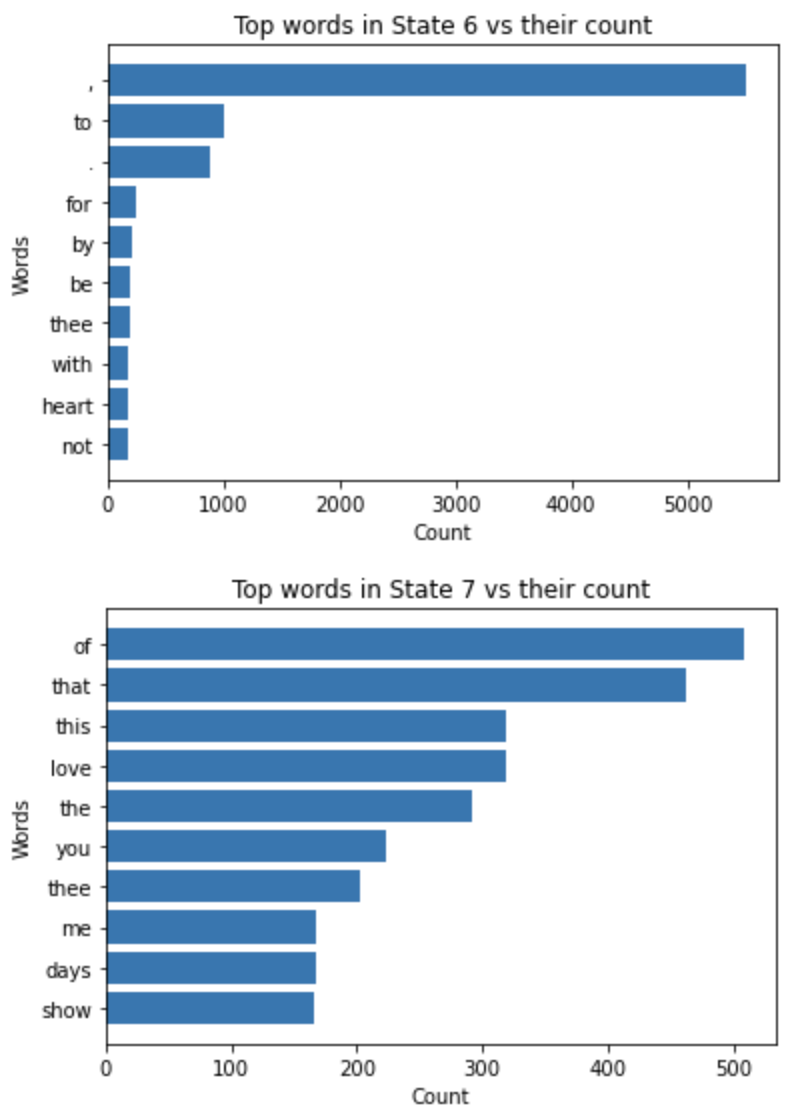 Top words in State 6 vs their count
,
to
.
for
by
be
thee
with
heart
not
Words
0 1000 2000 3000 4000 5000
Count
Top words in State 7 vs their count
of
that
this
love
the
you
thee
me
days
show
Words
0 100 200 300 400 500
Count